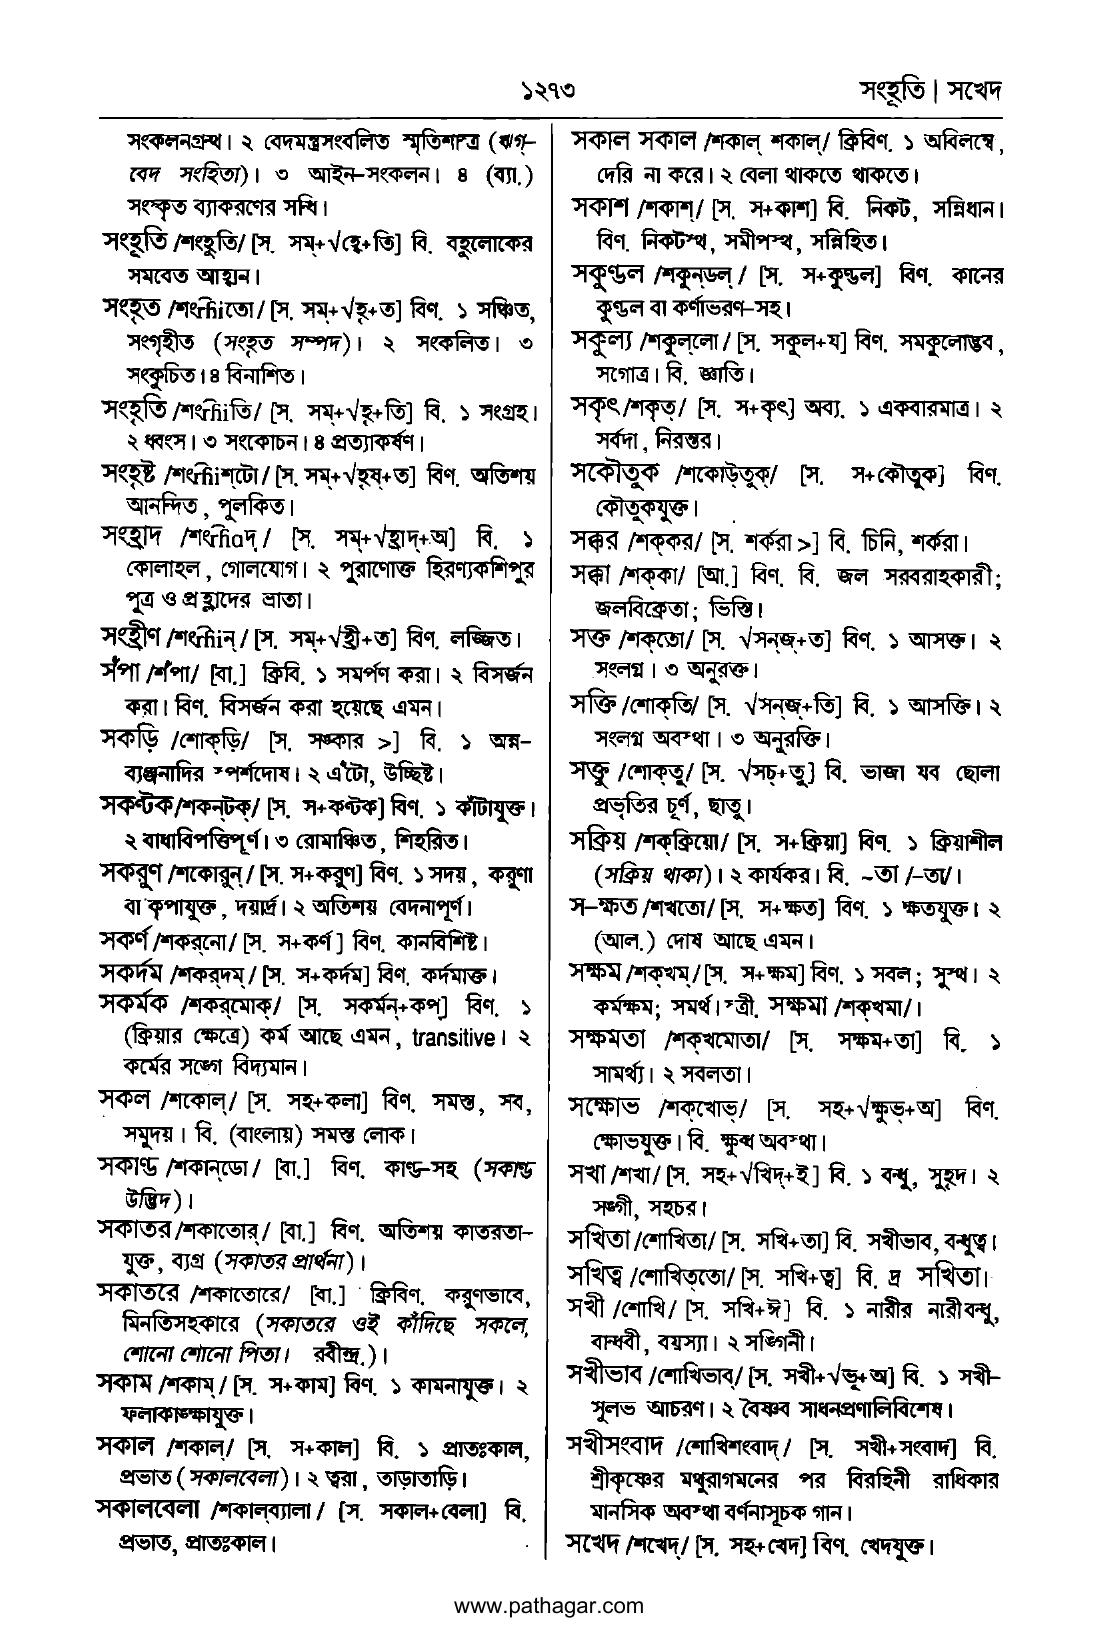 ১২৭৩
সংহূতি | সখেদ
সংকলনগ্রন্থ। ২ বেদমন্ত্রসংবলিত স্মৃতিশাস্ত্র (ঋগ্-
বেদ সংহিতা)। ৩ আইন-সংকলন। ৪ (ব্যা.)
সংস্কৃত ব্যাকরণের সন্ধি।
সংহূতি /শংহুতি/ [স. সম্+√হ্বে+তি] বি. বহুলোকের
সমবেত আহ্বান।
সংহৃত /শংrɦiতো/ [স. সম্+√হৃ+ত] বিণ. ১ সঞ্চিত,
সংগৃহীত (সংহৃত সম্পদ)। ২ সংকলিত। ৩
সংকুচিত। ৪ বিনাশিত।
সংহৃতি /শংrɦiতি/ [স. সম্+√হৃ+তি] বি. ১ সংগ্রহ।
২ ধ্বংস। ৩ সংকোচন। ৪ প্রত্যাকর্ষণ।
সংহৃষ্ট /শংrɦiশ্‌টো/ [স. সম্+√হৃষ্+ত] বিণ. অতিশয়
আনন্দিত, পুলকিত।
সংহ্রাদ /শংrɦaদ্/ [স. সম্+√হ্রাদ্+অ] বি. ১
কোলাহল, গোলযোগ। ২ পুরাণোক্ত হিরণ্যকশিপুর
পুত্র ও প্রহ্লাদের ভ্রাতা।
সংহ্রীণ /শংrɦiন্/ [স. সম্+√হ্রী+ত] বিণ. লজ্জিত।
সঁপা /শঁপা/ [বা.] ক্রিবি. ১ সমর্পণ করা। ২ বিসর্জন
করা। বিণ. বিসর্জন করা হয়েছে এমন।
সকড়ি /শোক্‌ড়ি/ [স. সঙ্কার >] বি. ১ অন্ন-
ব্যঞ্জনাদির স্পর্শদোষ। ২ এঁটো, উচ্ছিষ্ট।
সকণ্টক/শকন্‌টক্/ [স. স+কণ্টক] বিণ. ১ কাঁটাযুক্ত।
২ বাধাবিপত্তিপূর্ণ। ৩ রোমাঞ্চিত, শিহরিত।
সকরুণ /শকোরুন্/ [স. স+করুণ] বিণ. ১ সদয়, করুণা
বা কৃপাযুক্ত, দয়ার্দ্র। ২ অতিশয় বেদনাপূর্ণ।
সকর্ণ /শকর্‌নো/ [স. স+কর্ণ] বিণ. কানবিশিষ্ট।
সকর্দম /শকর্‌দম্/ [স. স+কর্দম] বিণ. কর্দমাক্ত।
সকর্মক /শকর্‌মোক্/ [স. সকর্মন্+কপ্] বিণ. ১
(ক্রিয়ার ক্ষেত্রে) কর্ম আছে এমন, transitive। ২
কর্মের সঙ্গে বিদ্যমান।
সকল /শকোল্/ [স. সহ+কলা] বিণ. সমস্ত, সব,
সমুদয়। বি. (বাংলায়) সমস্ত লোক।
সকাণ্ড /শকান্‌ডো/ [বা.] বিণ. কাণ্ড-সহ (সকাণ্ড
উদ্ভিদ)।
সকাতর /শকাতোর্/ [বা.] বিণ. অতিশয় কাতরতা-
যুক্ত, ব্যগ্র (সকাতর প্রার্থনা)।
সকাতরে /শকাতোরে/ [বা.] ক্রিবিণ. করুণভাবে,
মিনতিসহকারে (সকাতরে ওই কাঁদিছে সকলে,
শোনো শোনো পিতা। রবীন্দ্র.)।
সকাম /শকাম্/ [স. স+কাম] বিণ. ১ কামনাযুক্ত। ২
ফলাকাঙ্ক্ষাযুক্ত।
সকাল /শকাল্/ [স. স+কাল] বি. ১ প্রাতঃকাল,
প্রভাত (সকালবেলা)। ২ ত্বরা, তাড়াতাড়ি।
সকালবেলা /শকাল্‌ব্যালা/ [স. সকাল+বেলা] বি.
প্রভাত, প্রাতঃকাল।
সকাল সকাল /শকাল্ শকাল্/ ক্রিবিণ. ১ অবিলম্বে,
দেরি না করে। ২ বেলা থাকতে থাকতে।
সকাশ /শকাশ্/ [স. স+কাশ] বি. নিকট, সন্নিধান।
বিণ. নিকটস্থ, সমীপস্থ, সন্নিহিত।
সকুণ্ডল /শকুন্‌ডল্/ [স. স+কুণ্ডল] বিণ. কানের
কুণ্ডল বা কর্ণাভরণ-সহ।
সকুল্য /শকুল্‌লো/ [স. সকুল+য] বিণ. সমকুলোদ্ভব,
সগোত্র। বি. জ্ঞাতি।
সকৃৎ /শকৃত্/ [স. স+কৃৎ] অব্য. ১ একবারমাত্র। ২
সর্বদা, নিরন্তর।
সকৌতুক /শকোউ্‌তুক্/ [স. স+কৌতুক] বিণ.
কৌতুকযুক্ত।
সক্কর /শক্‌কর/ [স. শর্করা >] বি. চিনি, শর্করা।
সক্কা /শক্‌কা/ [আ.] বিণ. বি. জল সরবরাহকারী;
জলবিক্রেতা; ভিস্তি।
সক্ত /শক্‌তো/ [স. √সন্‌জ্+ত] বিণ. ১ আসক্ত। ২
সংলগ্ন। ৩ অনুরক্ত।
সক্তি /শোক্‌তি/ [স. √সন্‌জ্+তি] বি. ১ আসক্তি। ২
সংলগ্ন অবস্থা। ৩ অনুরক্তি।
সক্তু /শোক্‌তু/ [স. √সচ্+তু] বি. ভাজা যব ছোলা
প্রভৃতির চূর্ণ, ছাতু।
সক্রিয় /শক্‌ক্রিয়ো/ [স. স+ক্রিয়া] বিণ. ১ ক্রিয়াশীল
(সক্রিয় থাকা)। ২ কার্যকর। বি. ~তা /-তা/।
স-ক্ষত /শখ্‌খতো/ [স. স+ক্ষত] বিণ. ১ ক্ষতযুক্ত। ২
(আল.) দোষ আছে এমন।
সক্ষম /শক্‌খম্/ [স. স+ক্ষম] বিণ. ১ সবল; সুস্থ। ২
কর্মক্ষম; সমর্থ। স্ত্রী. সক্ষমা /শক্‌খমা/।
সক্ষমতা /শক্‌খমোতা/ [স. সক্ষম+তা] বি. ১
সামর্থ্য। ২ সবলতা।
সক্ষোভ /শক্‌খোভ্/ [স. সহ+√ক্ষুভ্+অ] বিণ.
ক্ষোভযুক্ত। বি. ক্ষুব্ধ অবস্থা।
সখা /শখা/ [স. সহ+√খিদ্+ই] বি. ১ বন্ধু, সুহৃদ। ২
সঙ্গী, সহচর।
সখিতা /শোখিতা/ [স. সখি+তা] বি. সখীভাব, বন্ধুত্ব।
সখিত্ব /শোখিত্‌তো/ [স. সখি+ত্ব] বি. দ্র সখিতা।
সখী /শোখি/ [স. সখি+ঈ] বি. ১ নারীর নারীবন্ধু,
বান্ধবী, বয়স্যা। ২ সঙ্গিনী।
সখীভাব /শোখিভাব্/ [স. সখী+√ভূ+অ] বি. ১ সখী-
সুলভ আচরণ। ২ বৈষ্ণব সাধনপ্রণালিবিশেষ।
সখীসংবাদ /শোখিশংবাদ্/ [স. সখী+সংবাদ] বি.
শ্রীকৃষ্ণের মথুরাগমনের পর বিরহিনী রাধিকার
মানসিক অবস্থা বর্ণনাসূচক গান।
সখেদ /শখেদ্/ [স. সহ+খেদ] বিণ. খেদযুক্ত।
www.pathagar.com